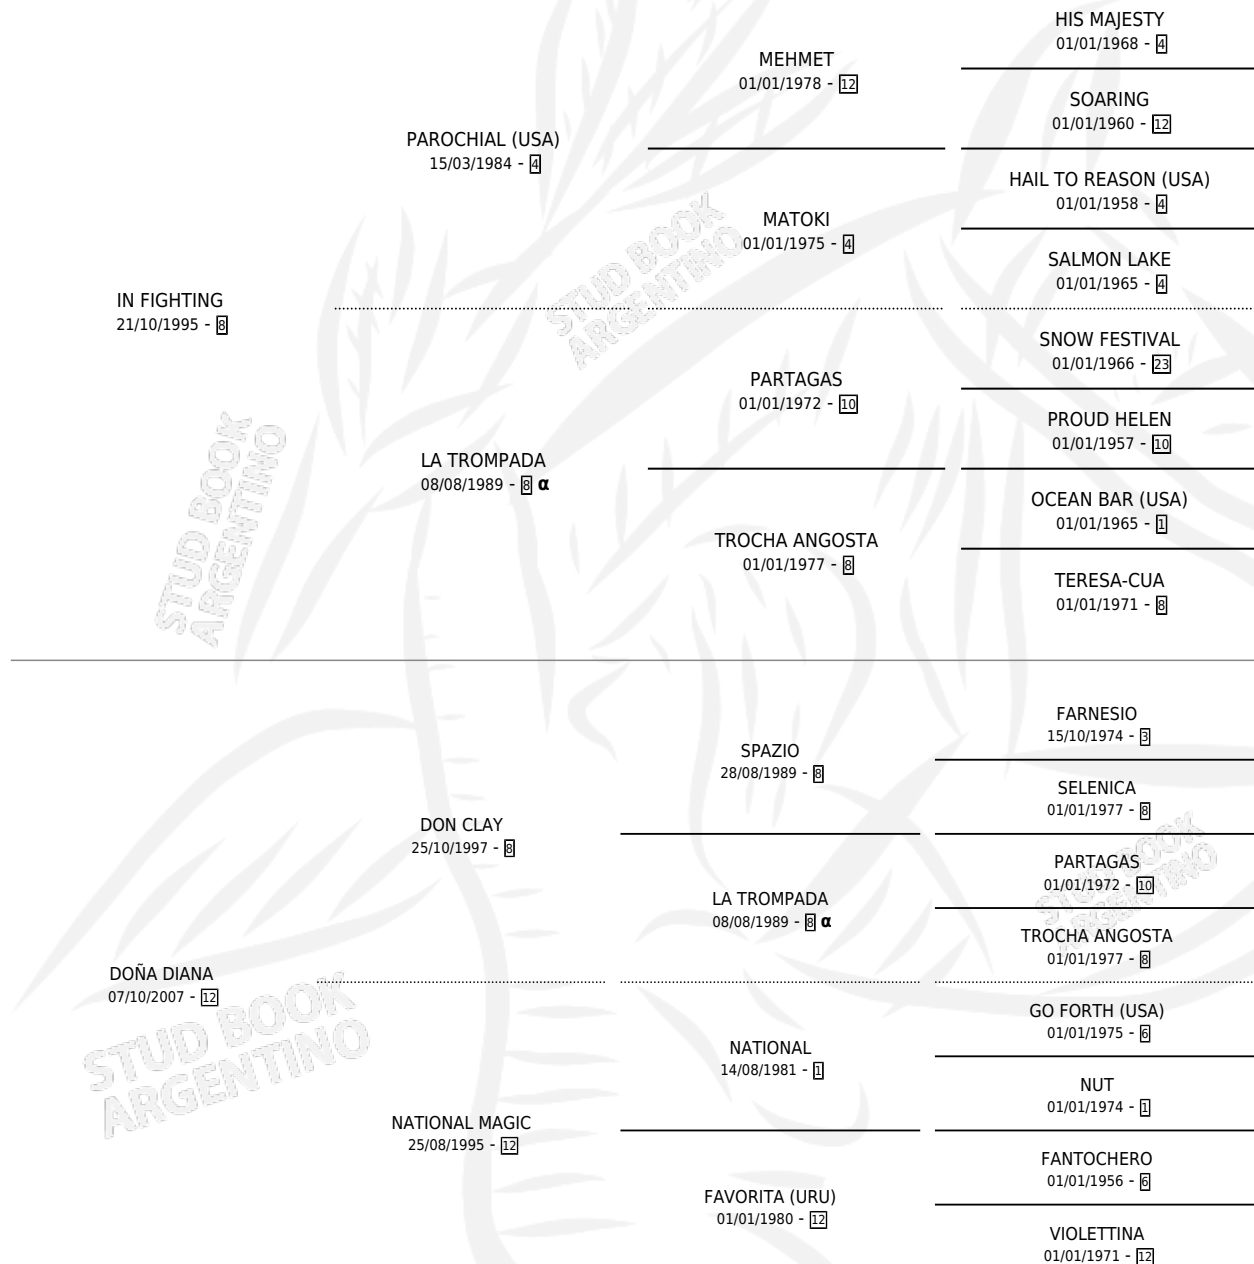 HIS MAJESTY
01/01/1968 - 4
MEHMET
01/01/1978 - 12
SOARING
01/01/1960 - 12
PAROCHIAL (USA)
15/03/1984 - 4
HAIL TO REASON (USA)
01/01/1958 - 4
MATOKI
01/01/1975 - 4
SALMON LAKE
01/01/1965 - 4
IN FIGHTING
21/10/1995 - 8
SNOW FESTIVAL
01/01/1966 - 23
PARTAGAS
01/01/1972 - 10
PROUD HELEN
01/01/1957 - 10
LA TROMPADA
08/08/1989 - 8 α
OCEAN BAR (USA)
01/01/1965 - 1
TROCHA ANGOSTA
01/01/1977 - 8
TERESA-CUA
01/01/1971 - 8
STUD BOOK
ARGENTINO
STUD BOOK
ARGENTINO
FARNESIO
15/10/1974 - 3
SPAZIO
28/08/1989 - 8
SELENICA
01/01/1977 - 8
DON CLAY
25/10/1997 - 8
PARTAGAS
01/01/1972 - 10
LA TROMPADA
08/08/1989 - 8 α
TROCHA ANGOSTA
01/01/1977 - 8
DOÑA DIANA
07/10/2007 - 12
GO FORTH (USA)
01/01/1975 - 6
NATIONAL
14/08/1981 - 1
NUT
01/01/1974 - 1
NATIONAL MAGIC
25/08/1995 - 12
FANTOCHERO
01/01/1956 - 6
FAVORITA (URU)
01/01/1980 - 12
VIOLETTINA
01/01/1971 - 12
STUD BOOK
ARGENTINO
STUD BOOK
ARGENTINO